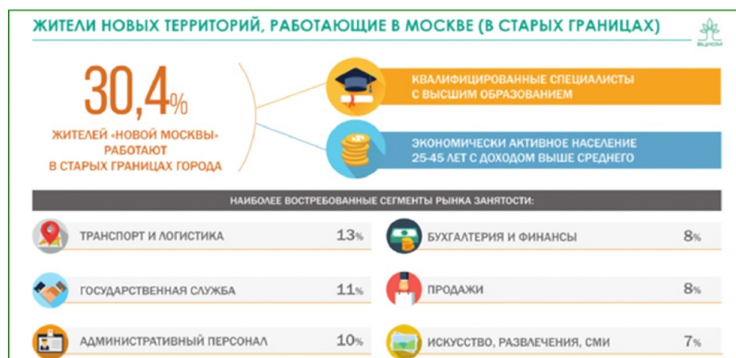 ЖИТЕЛИ НОВЫХ ТЕРРИТОРИЙ, РАБОТАЮЩИЕ В МОСКВЕ (В СТАРЫХ ГРАНИЦАХ)
ВЦИОМ
30,4%
ЖИТЕЛЕЙ «НОВОЙ МОСКВЫ»
РАБОТАЮТ
В СТАРЫХ ГРАНИЦАХ ГОРОДА
КВАЛИФИЦИРОВАННЫЕ СПЕЦИАЛИСТЫ
С ВЫСШИМ ОБРАЗОВАНИЕМ
ЭКОНОМИЧЕСКИ АКТИВНОЕ НАСЕЛЕНИЕ
25-45 ЛЕТ С ДОХОДОМ ВЫШЕ СРЕДНЕГО
НАИБОЛЕЕ ВОСТРЕБОВАННЫЕ СЕГМЕНТЫ РЫНКА ЗАНЯТОСТИ:
ТРАНСПОРТ И ЛОГИСТИКА 13%
БУХГАЛТЕРИЯ И ФИНАНСЫ 8%
ГОСУДАРСТВЕННАЯ СЛУЖБА 11%
ПРОДАЖИ 8%
АДМИНИСТРАТИВНЫЙ ПЕРСОНАЛ 10%
ИСКУССТВО, РАЗВЛЕЧЕНИЯ, СМИ 7%